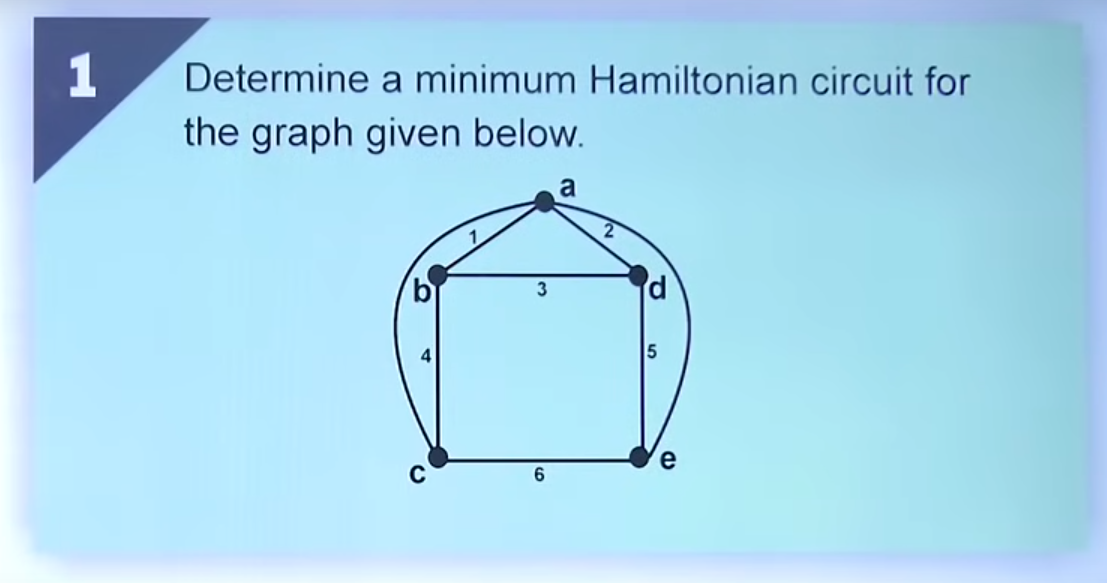 1
Determine a minimum Hamiltonian circuit for
the graph given below.
a
1
2
b
3
d
4
5
c
6
e